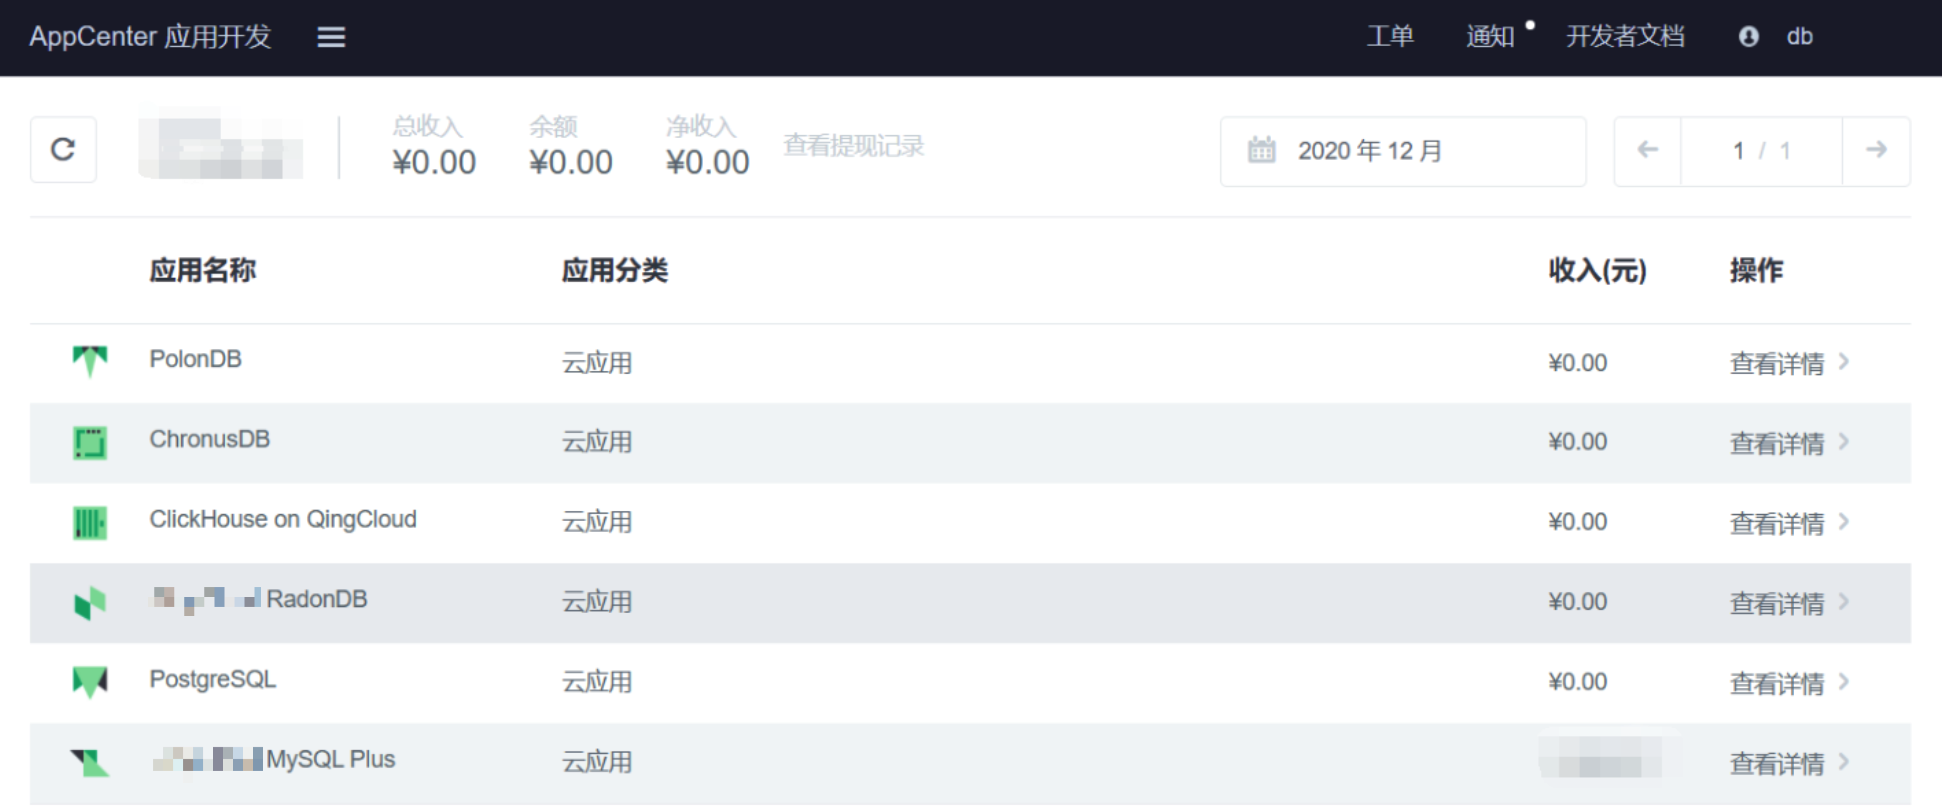 AppCenter 应用开发 工单 通知 开发者文档 db
总收入 余额 净收入
¥0.00 ¥0.00 ¥0.00 查看提现记录 2020 年 12 月 1 / 1
应用名称 应用分类 收入(元) 操作
PolonDB 云应用 ¥0.00 查看详情
ChronusDB 云应用 ¥0.00 查看详情
ClickHouse on QingCloud 云应用 ¥0.00 查看详情
RadonDB 云应用 ¥0.00 查看详情
PostgreSQL 云应用 ¥0.00 查看详情
MySQL Plus 云应用 查看详情